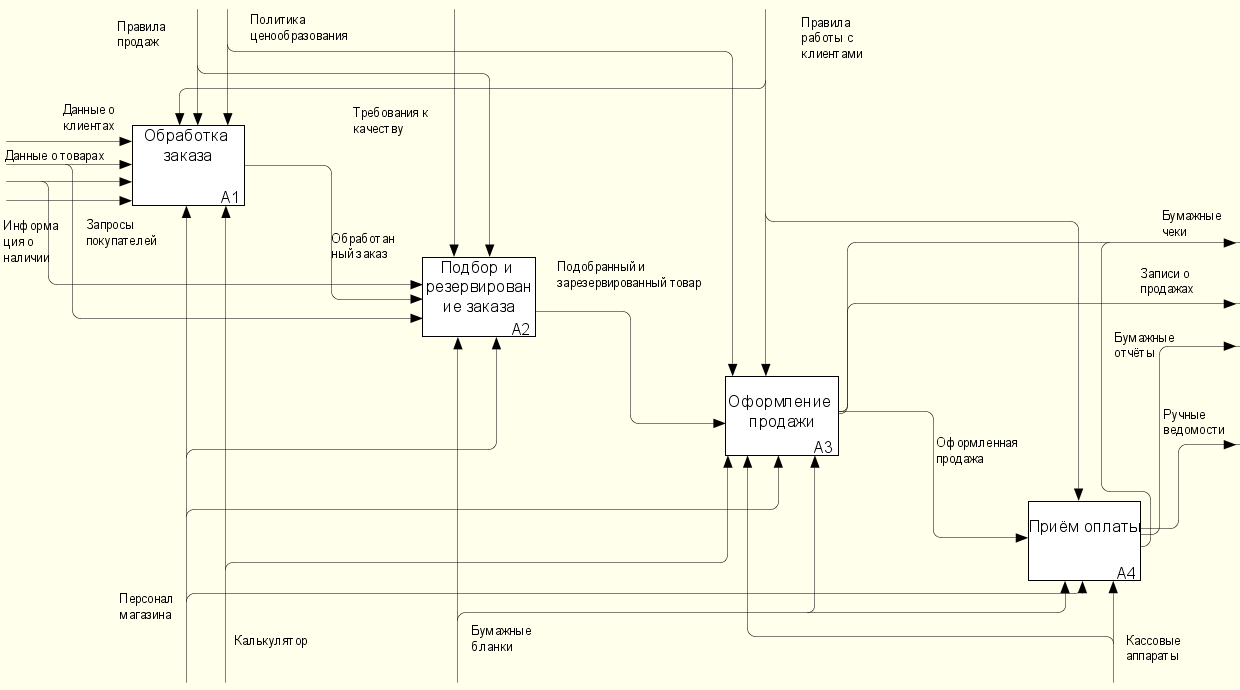 Правила
продаж
Политика
ценообразования
Правила
работы с
клиентами
Данные о
клиентах
Требования к
качеству
Обработка
заказа
A1
Данные о товарах
Информа
ция о
наличии
Запросы
покупателей
Обработан
ный заказ
Бумажные
чеки
Подбор и
резервирован
ие заказа
A2
Подобранный и
зарезервированный товар
Записи о
продажах
Бумажные
отчёты
Оформление
продажи
A3
Ручные
ведомости
Оформленная
продажа
Приём оплаты
A4
Персонал
магазина
Калькулятор
Бумажные
бланки
Кассовые
аппараты